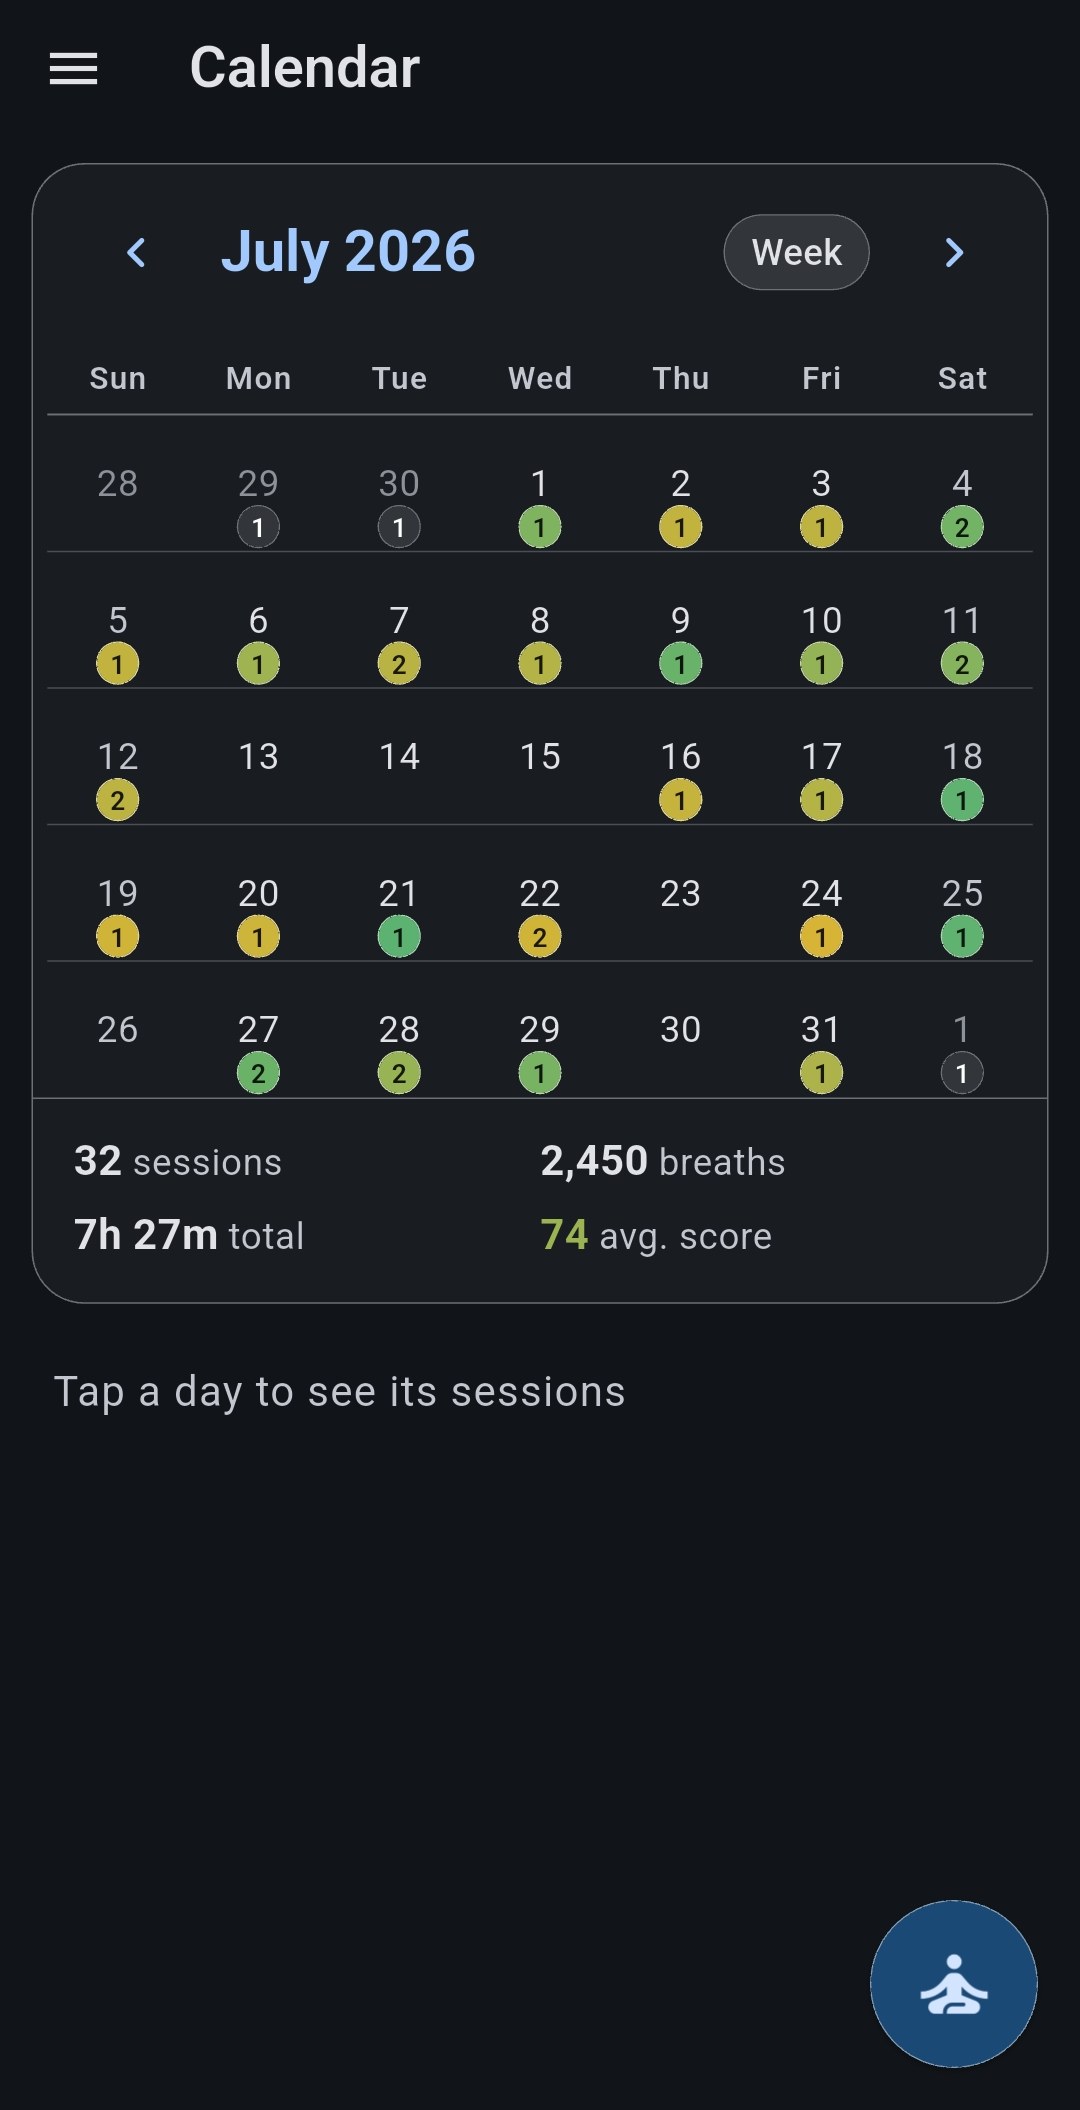 Calendar
July 2026 Week
Sun Mon Tue Wed Thu Fri Sat
28 29 30 1 2 3 4
1 1 1 1 1 2
5 6 7 8 9 10 11
1 1 2 1 1 1 2
12 13 14 15 16 17 18
2 1 1 1
19 20 21 22 23 24 25
1 1 1 2 1 1
26 27 28 29 30 31 1
2 2 1 1 1
32 sessions 2,450 breaths
7h 27m total 74 avg. score
Tap a day to see its sessions